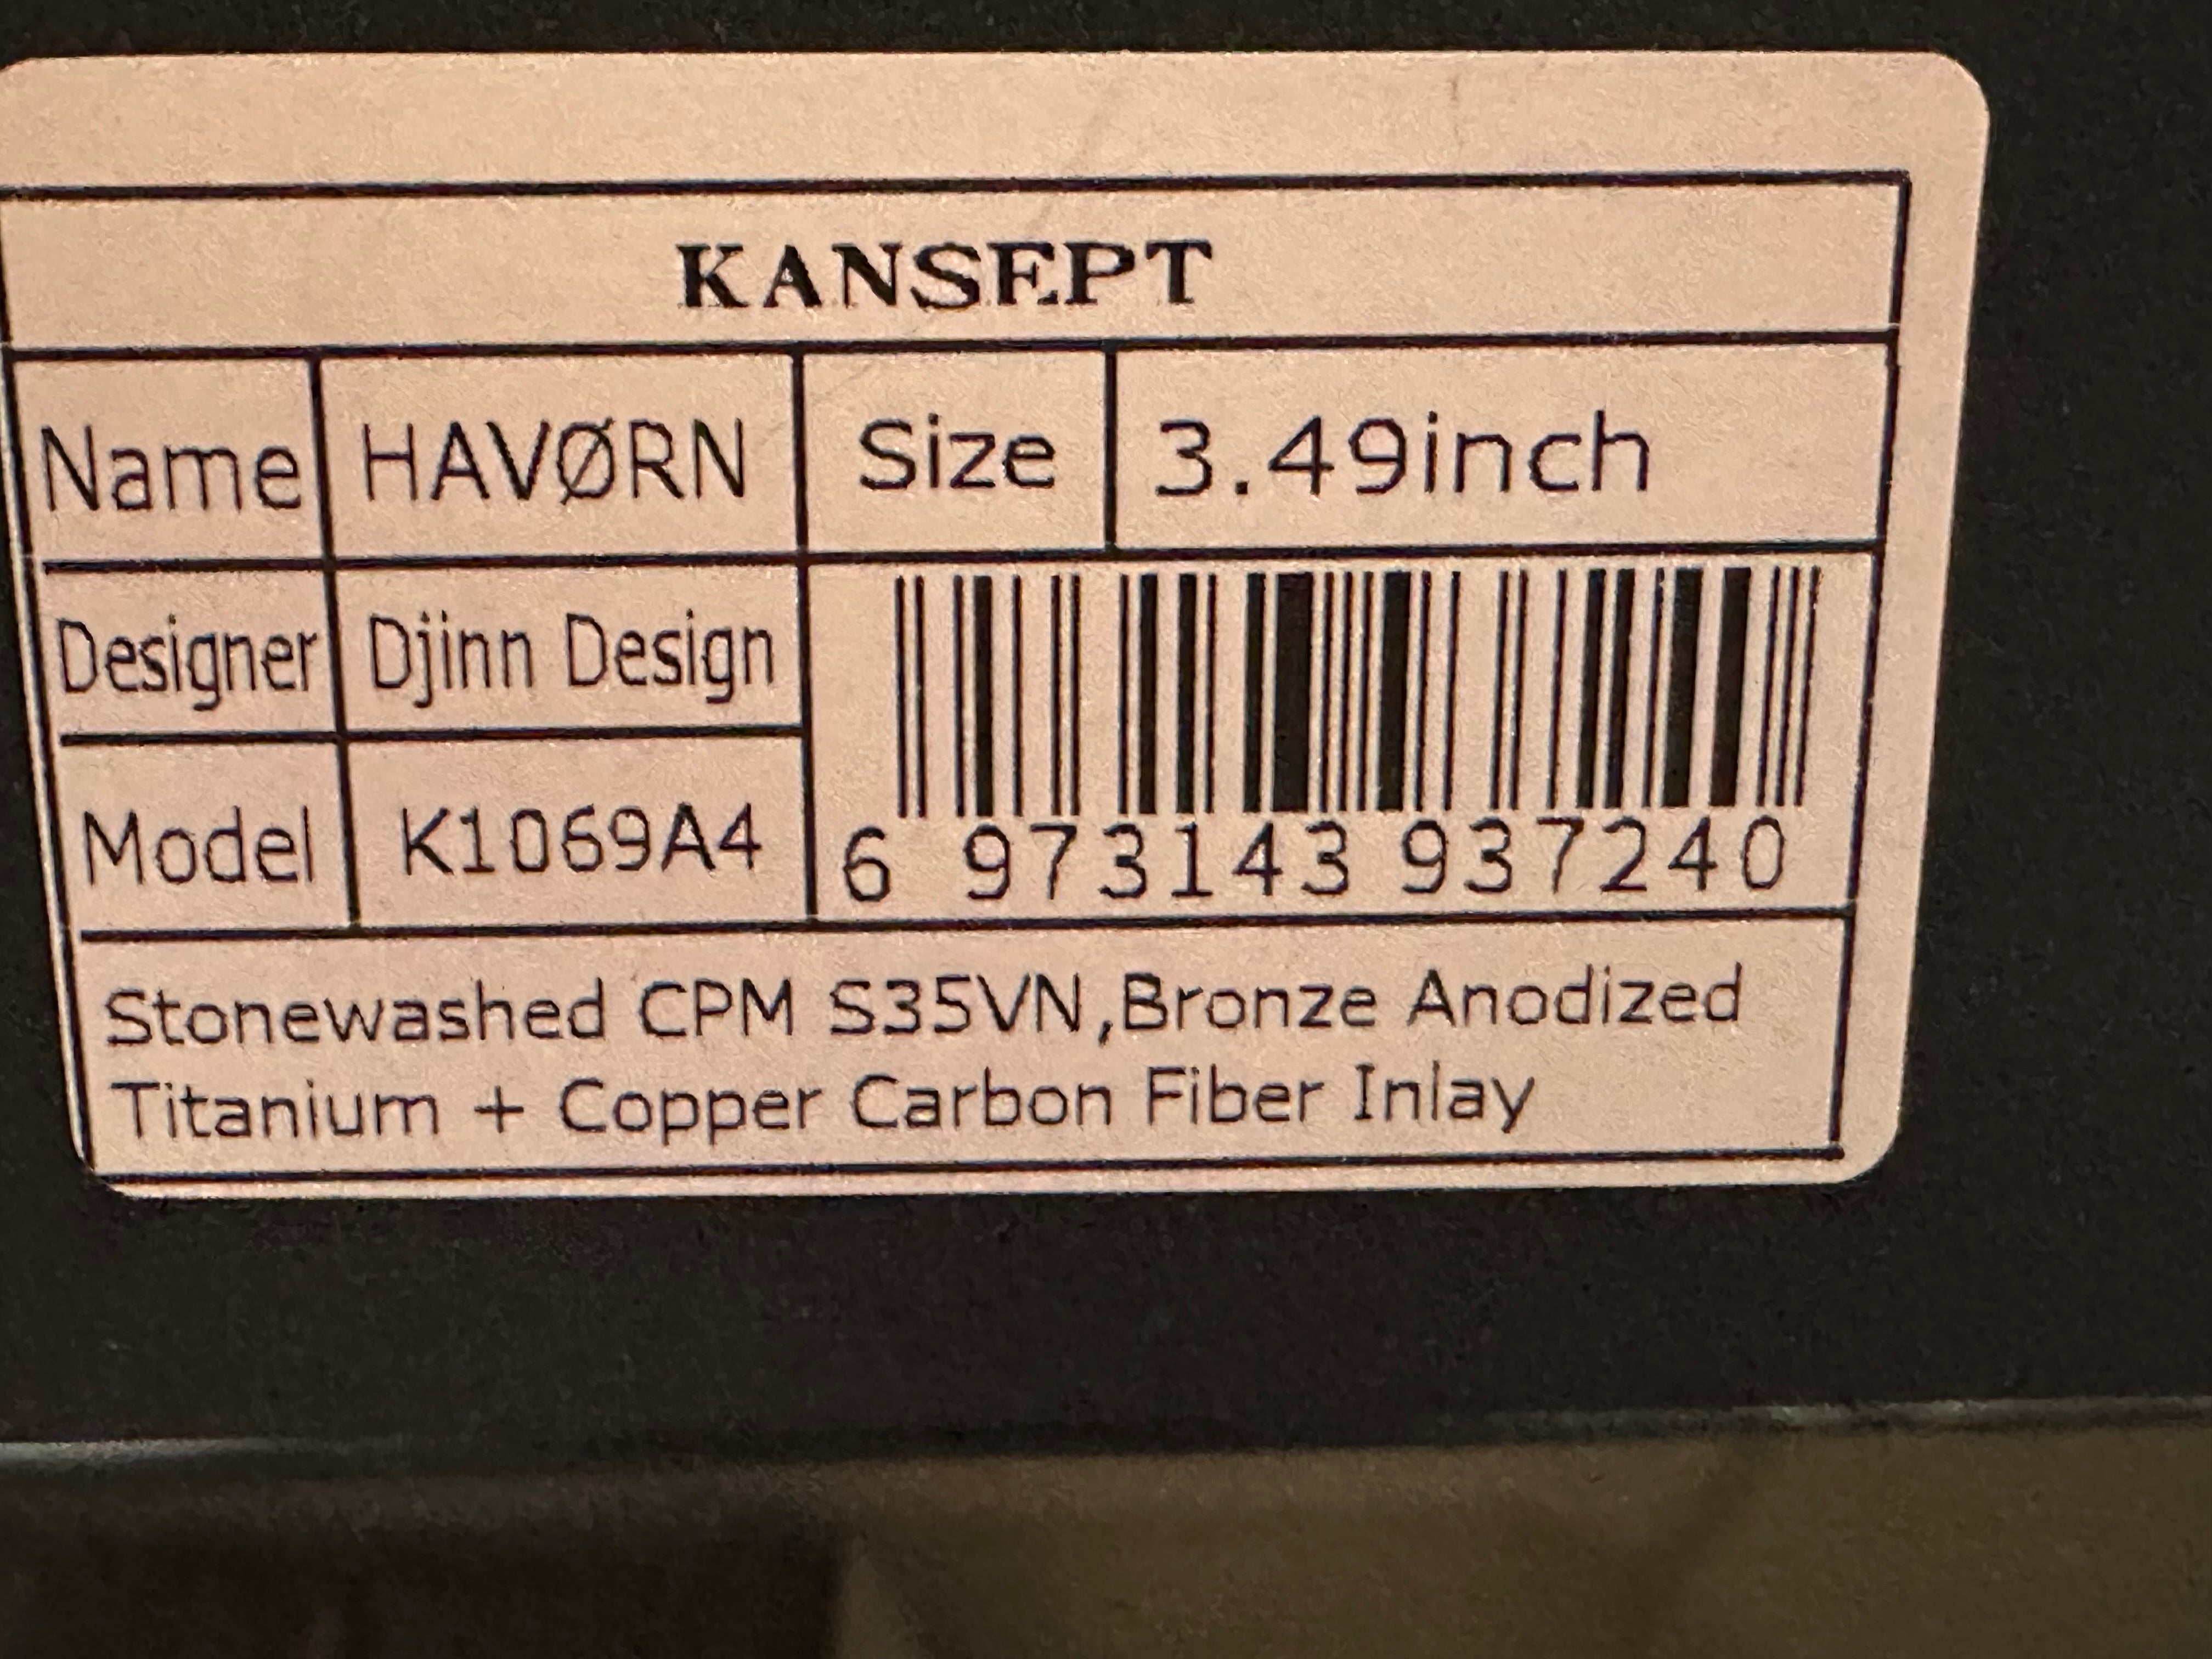 KANSEPT
Name HAVØRN Size 3.49inch
Designer Djinn Design
Model K1069A4
6 973143 937240
Stonewashed CPM S35VN,Bronze Anodized
Titanium + Copper Carbon Fiber Inlay